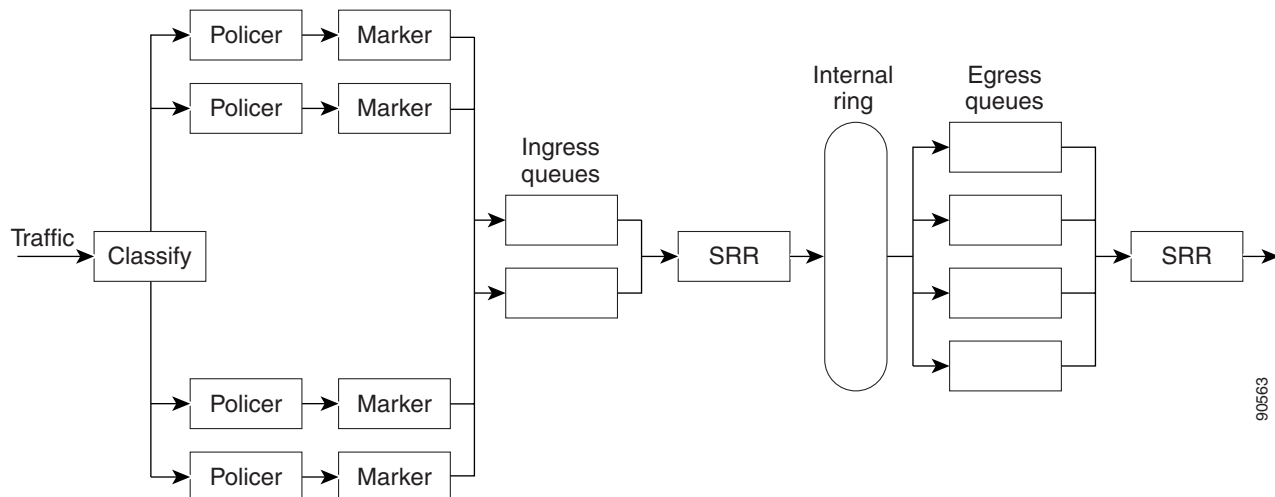 Policer
Marker
Policer
Marker
Internal
ring
Egress
queues
Ingress
queues
Traffic
Classify
SRR
SRR
Policer
Marker
Policer
Marker
90563